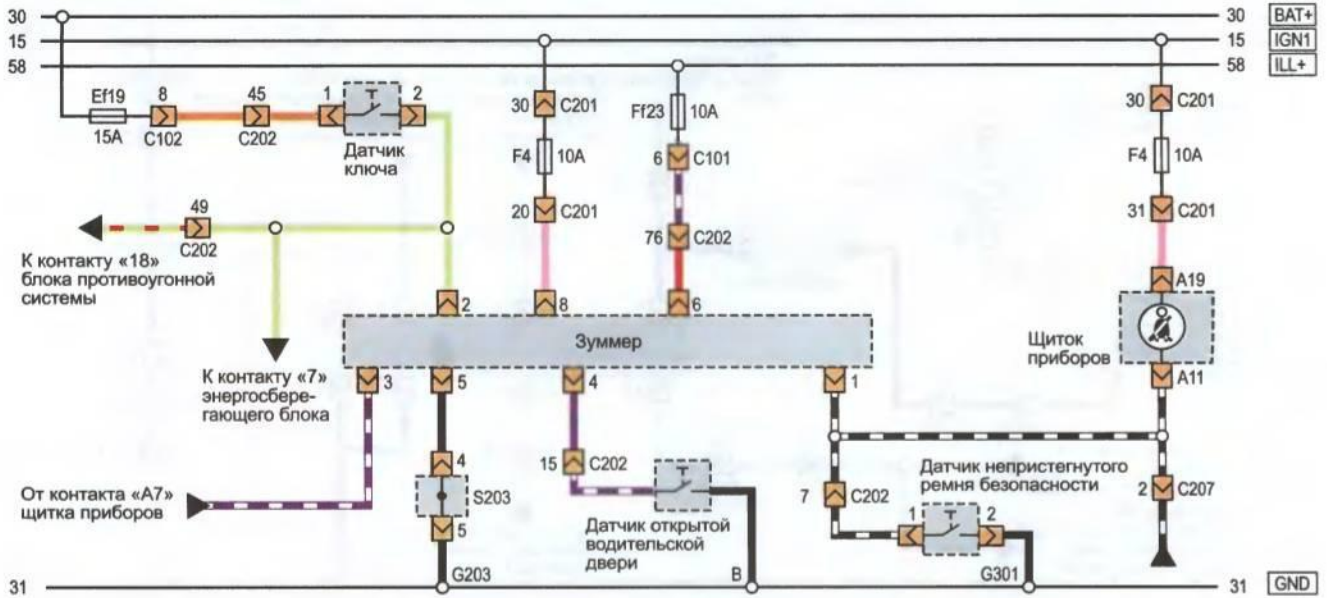 30 30 BAT+
15 15 IGN1
58 58 ILL+
Ef19 8 45 1 2
15A C102 C202
Датчик
ключа
30 C201
F4 10A
20 C201
Ff23 10A
6 C101
76 C202
30 C201
F4 10A
31 C201
A19
49
C202
К контакту «18»
блока противоугонной
системы
2 8 6
Зуммер
Щиток
приборов
К контакту «7»
энергосбере-
гающего блока
3 5 4 1
A11
От контакта «А7»
щитка приборов
4
S203
5
G203
15 C202
Датчик открытой
водительской
двери
B
7 C202
Датчик непристегнутого
ремня безопасности
1 2
G301
2 C207
31 31 GND